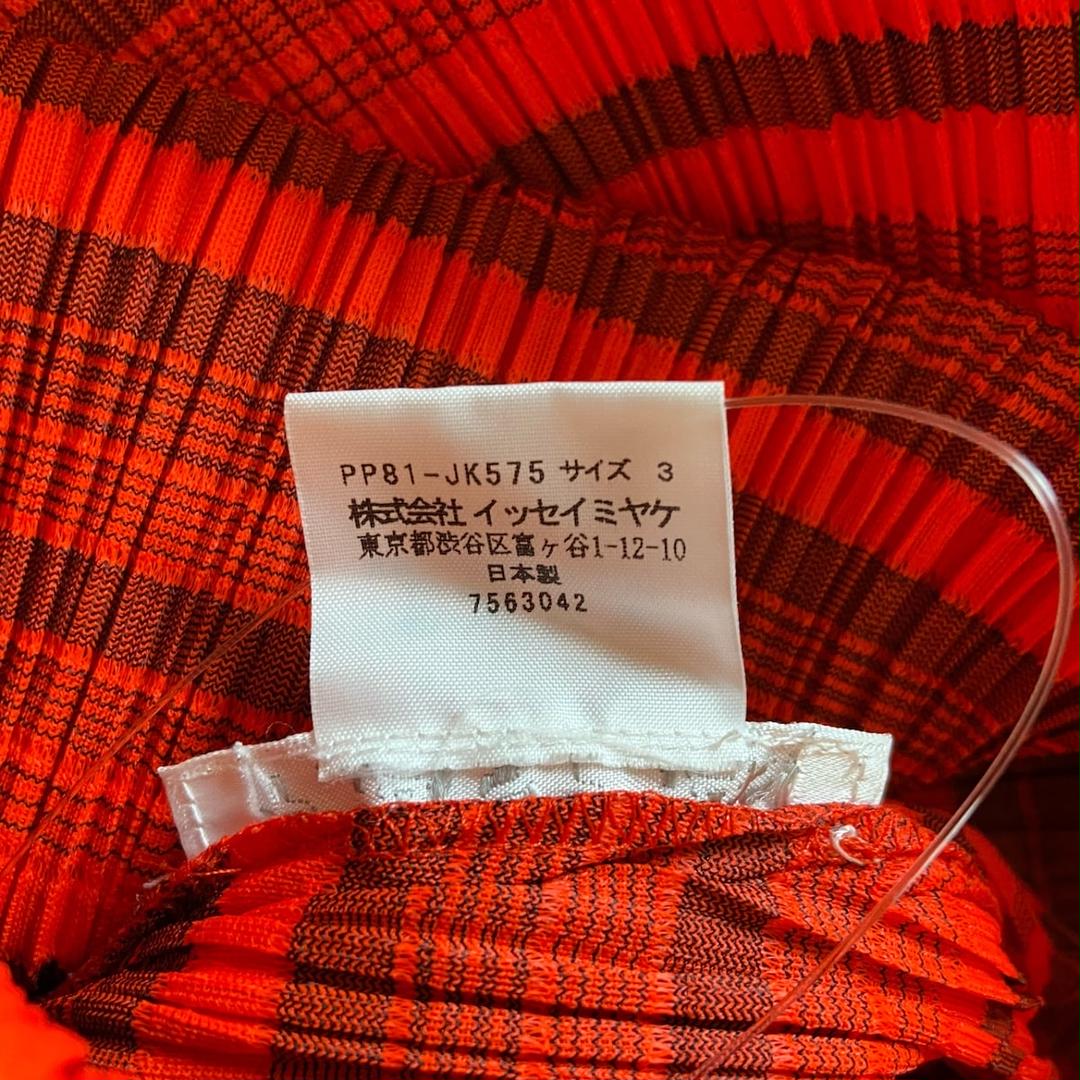 PP81-JK575 サイズ 3
株式会社 イッセイミヤケ
東京都渋谷区富ヶ谷1-12-10
日本製
7563042